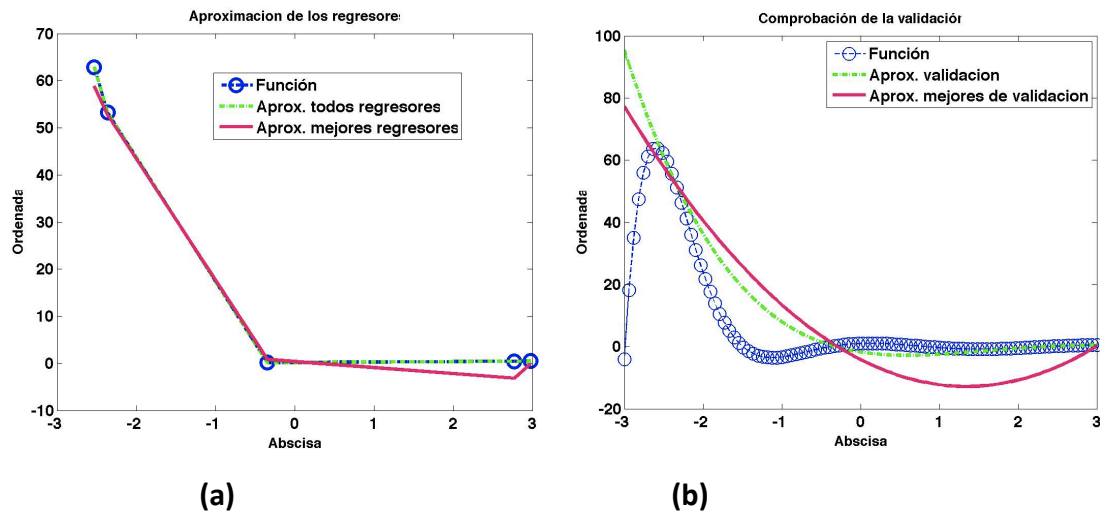 Aproximacion de los regresores
70
60
50
40
30
20
10
0
-10
-3
-2
-1
0
1
2
3
Ordenada
Abscisa
Función
Aprox. todos regresores
Aprox. mejores regresores
(a)
Comprobación de la validación
100
80
60
40
20
0
-20
-3
-2
-1
0
1
2
3
Ordenada
Abscisa
Función
Aprox. validacion
Aprox. mejores de validacion
(b)